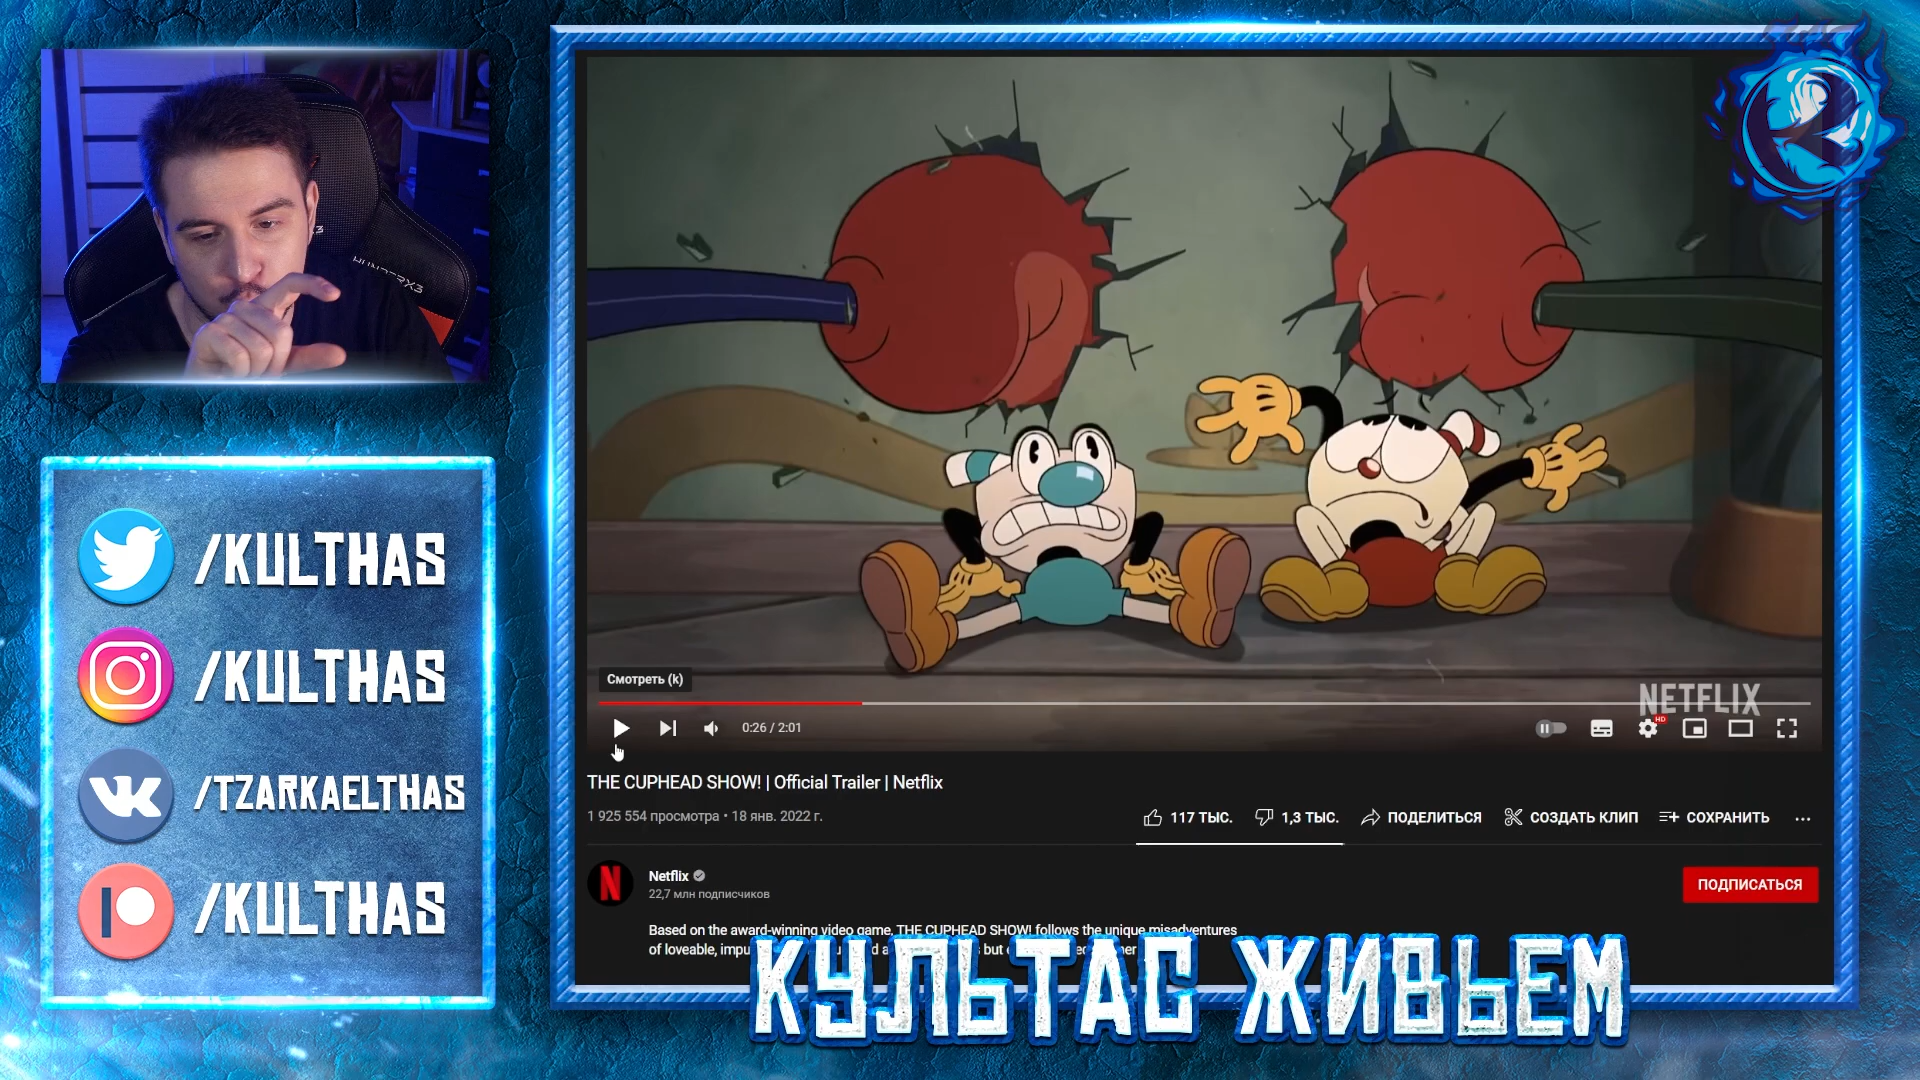 /KULTHAS
/KULTHAS
/TZARKAELTHAS
/KULTHAS
Смотреть (k)
NETFLIX
0:26 / 2:01
HD
THE CUPHEAD SHOW! | Official Trailer | Netflix
1 925 554 просмотра • 18 янв. 2022 г.
117 ТЫС.
1,3 ТЫС.
ПОДЕЛИТЬСЯ
СОЗДАТЬ КЛИП
СОХРАНИТЬ
Netflix
22,7 млн подписчиков
ПОДПИСАТЬСЯ
Based on the award-winning video game, THE CUPHEAD SHOW! follows the unique misadventures
of loveable, but
КУЛЬТАС ЖИВЬЕМ